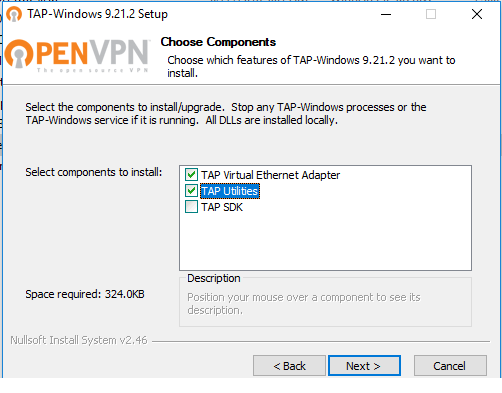 TAP-Windows 9.21.2 Setup
OPENVPN™
The open source VPN
Choose Components
Choose which features of TAP-Windows 9.21.2 you want to
install.
Select the components to install/upgrade. Stop any TAP-Windows processes or the
TAP-Windows service if it is running. All DLLs are installed locally.
Select components to install:
TAP Virtual Ethernet Adapter
TAP Utilities
TAP SDK
Space required: 324.0KB
Description
Position your mouse over a component to see its
description.
Nullsoft Install System v2.46
< Back
Next >
Cancel